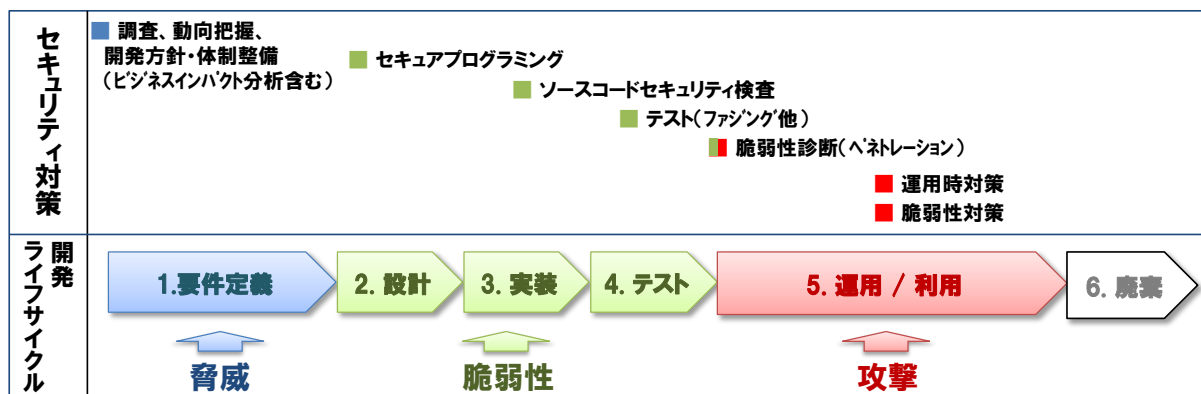 セキュリティ対策
調査、動向把握、
開発方針・体制整備
(ビジネスインパクト分析含む)
セキュアプログラミング
ソースコードセキュリティ検査
テスト(ファジング他)
脆弱性診断(ペネトレーション)
運用時対策
脆弱性対策
開発
ライフサイクル
1.要件定義
2. 設計
3. 実装
4. テスト
5. 運用 / 利用
6. 廃棄
脅威
脆弱性
攻撃